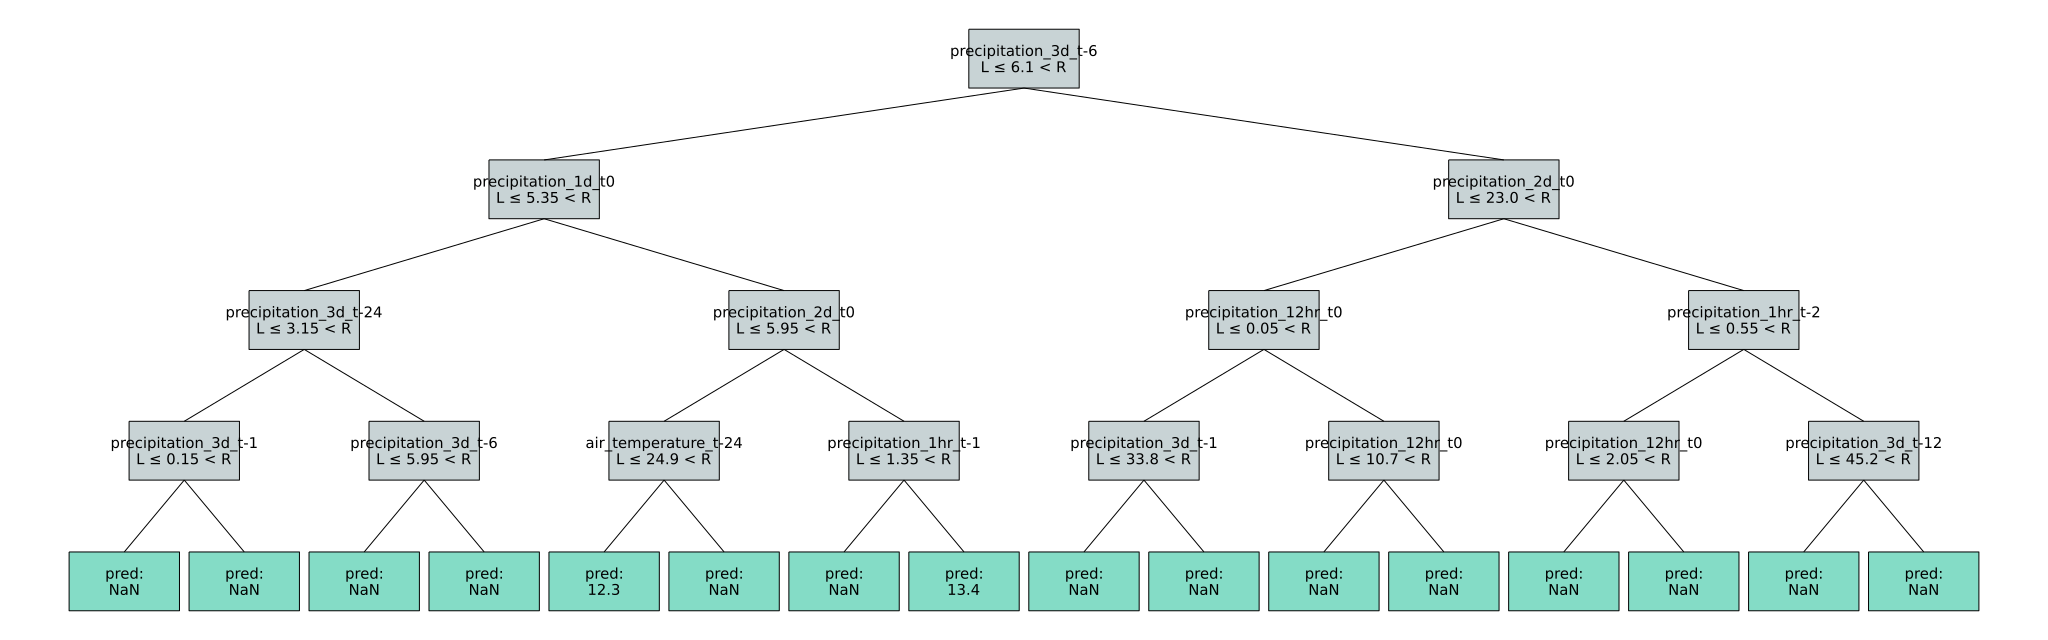 precipitation_3d_t-6
L ≤ 6.1 < R
precipitation_1d_t0
L ≤ 5.35 < R
precipitation_2d_t0
L ≤ 23.0 < R
precipitation_3d_t-24
L ≤ 3.15 < R
precipitation_2d_t0
L ≤ 5.95 < R
precipitation_12hr_t0
L ≤ 0.05 < R
precipitation_1hr_t-2
L ≤ 0.55 < R
precipitation_3d_t-1
L ≤ 0.15 < R
precipitation_3d_t-6
L ≤ 5.95 < R
air_temperature_t-24
L ≤ 24.9 < R
precipitation_1hr_t-1
L ≤ 1.35 < R
precipitation_3d_t-1
L ≤ 33.8 < R
precipitation_12hr_t0
L ≤ 10.7 < R
precipitation_12hr_t0
L ≤ 2.05 < R
precipitation_3d_t-12
L ≤ 45.2 < R
pred:
NaN
pred:
NaN
pred:
NaN
pred:
NaN
pred:
12.3
pred:
NaN
pred:
NaN
pred:
13.4
pred:
NaN
pred:
NaN
pred:
NaN
pred:
NaN
pred:
NaN
pred:
NaN
pred:
NaN
pred:
NaN